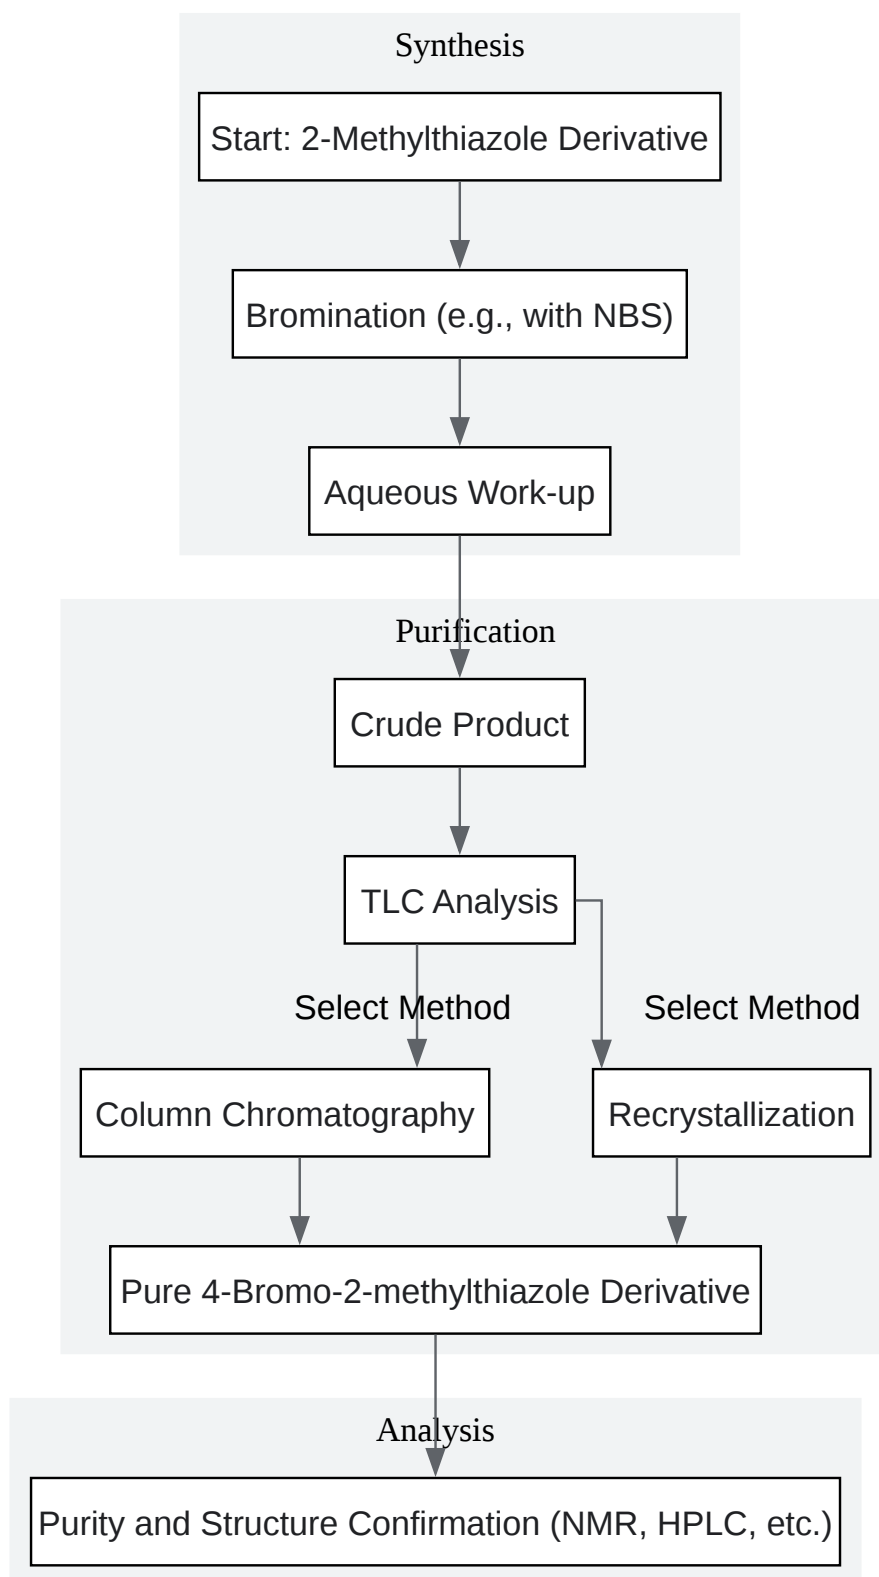 Synthesis
Start: 2-Methylthiazole Derivative
Bromination (e.g., with NBS)
Aqueous Work-up
Purification
Crude Product
TLC Analysis
Select Method
Select Method
Column Chromatography
Recrystallization
Pure 4-Bromo-2-methylthiazole Derivative
Analysis
Purity and Structure Confirmation (NMR, HPLC, etc.)